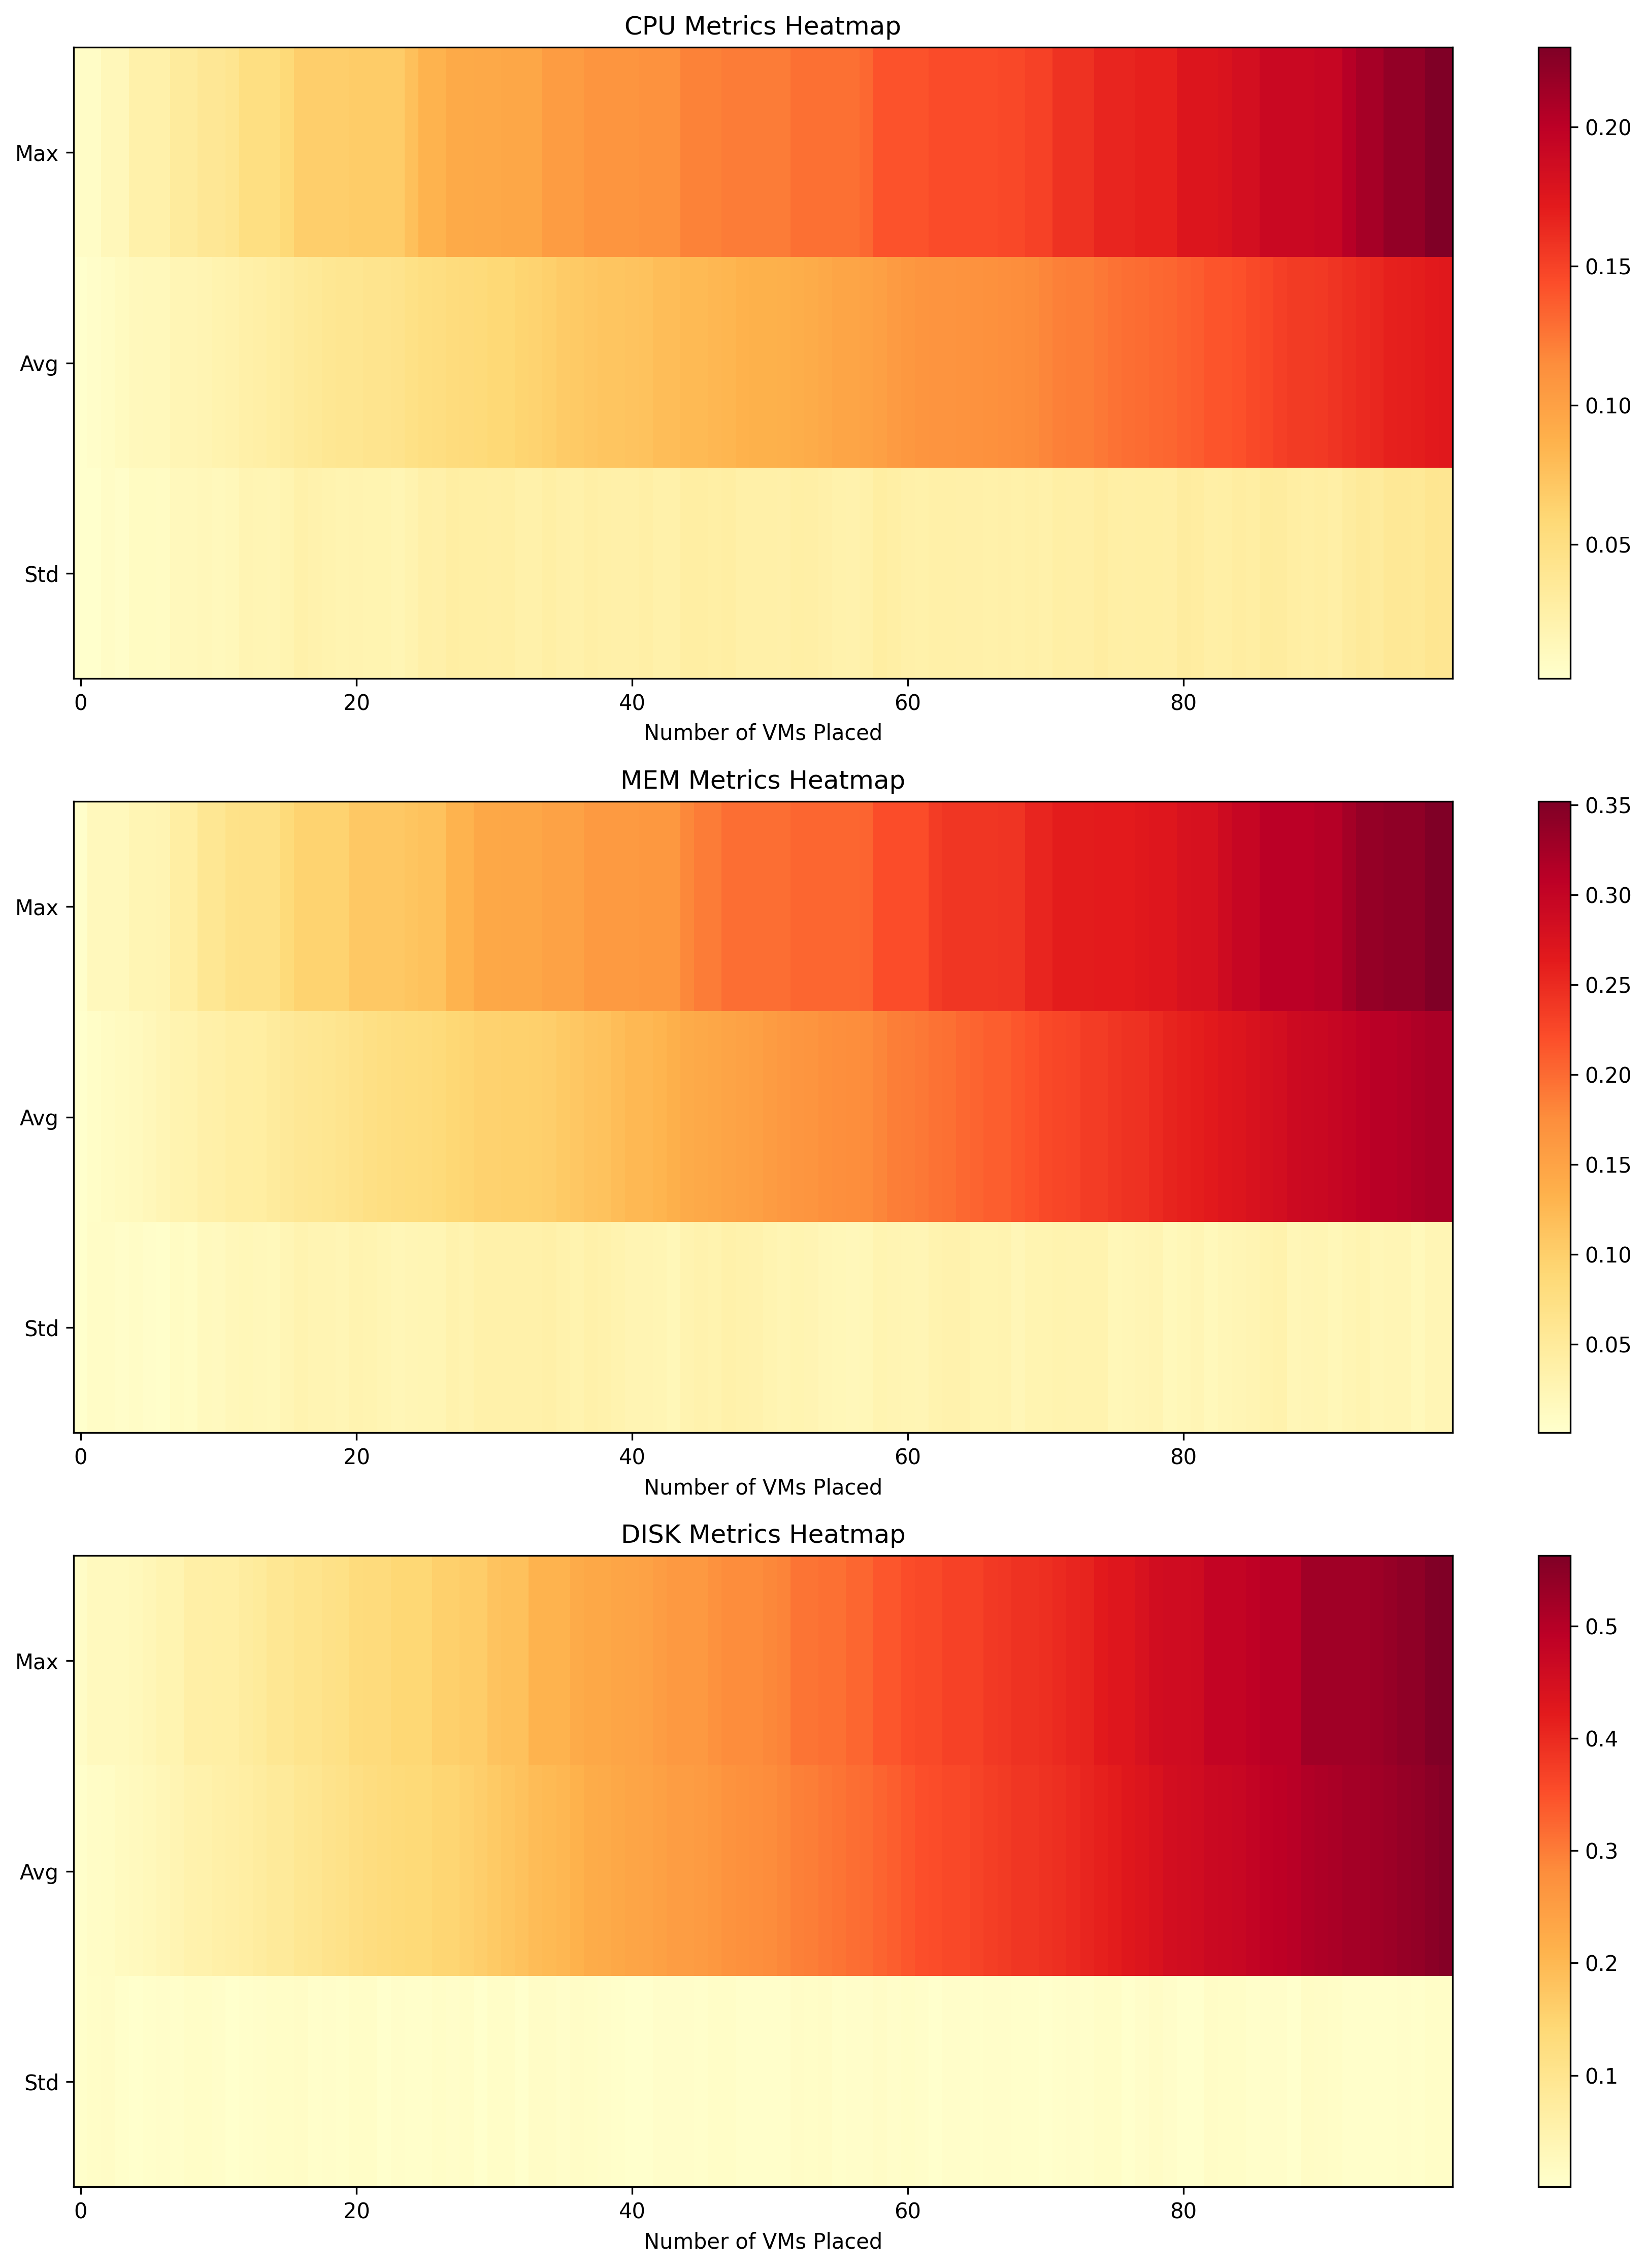 CPU Metrics Heatmap
Max
Avg
Std
0 20 40 60 80
Number of VMs Placed
0.20
0.15
0.10
0.05
MEM Metrics Heatmap
Max
Avg
Std
0 20 40 60 80
Number of VMs Placed
0.35
0.30
0.25
0.20
0.15
0.10
0.05
DISK Metrics Heatmap
Max
Avg
Std
0 20 40 60 80
Number of VMs Placed
0.5
0.4
0.3
0.2
0.1